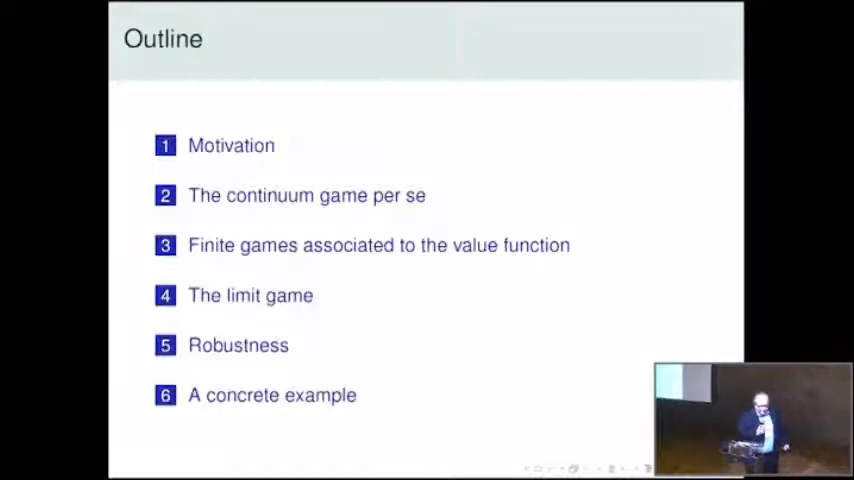 Outline
1 Motivation
2 The continuum game per se
3 Finite games associated to the value function
4 The limit game
5 Robustness
6 A concrete example